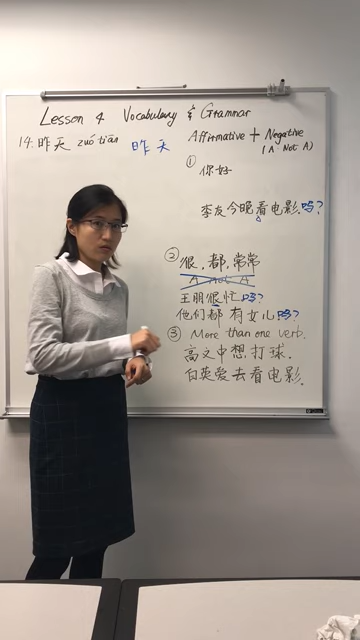 Lesson 4 Vocabulary & Grammar
14. 昨天 zuó tiān 昨天
Affirmative + Negative
(A Not A)
① 你好
李友今晚看电影吗?
② 很,都,常常
A not A
王朋很忙吗?
他们都有女儿吗?
③ More than one verb.
高文中想打球.
白英爱去看电影.